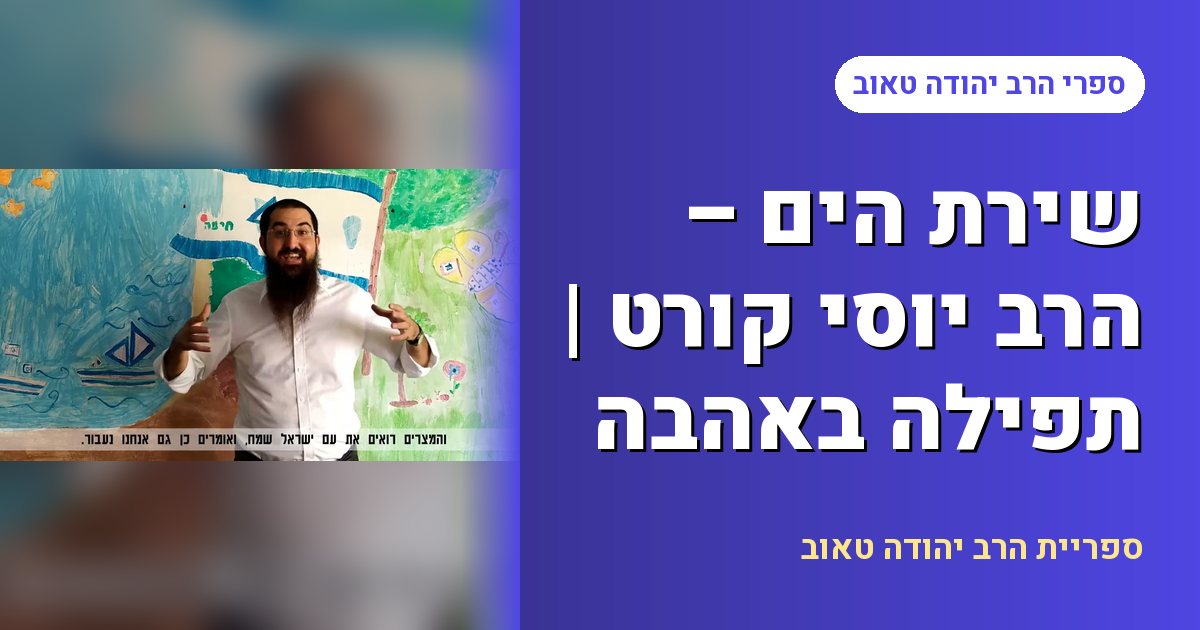 ספרי הרב יהודה טאוב
שירת הים –
הרב יוסי קורט |
תפילה באהבה
ספריית הרב יהודה טאוב
חימה
והמצרים רואים את עם ישראל שמח, ואומרים כן גם אנחנו נעבור.